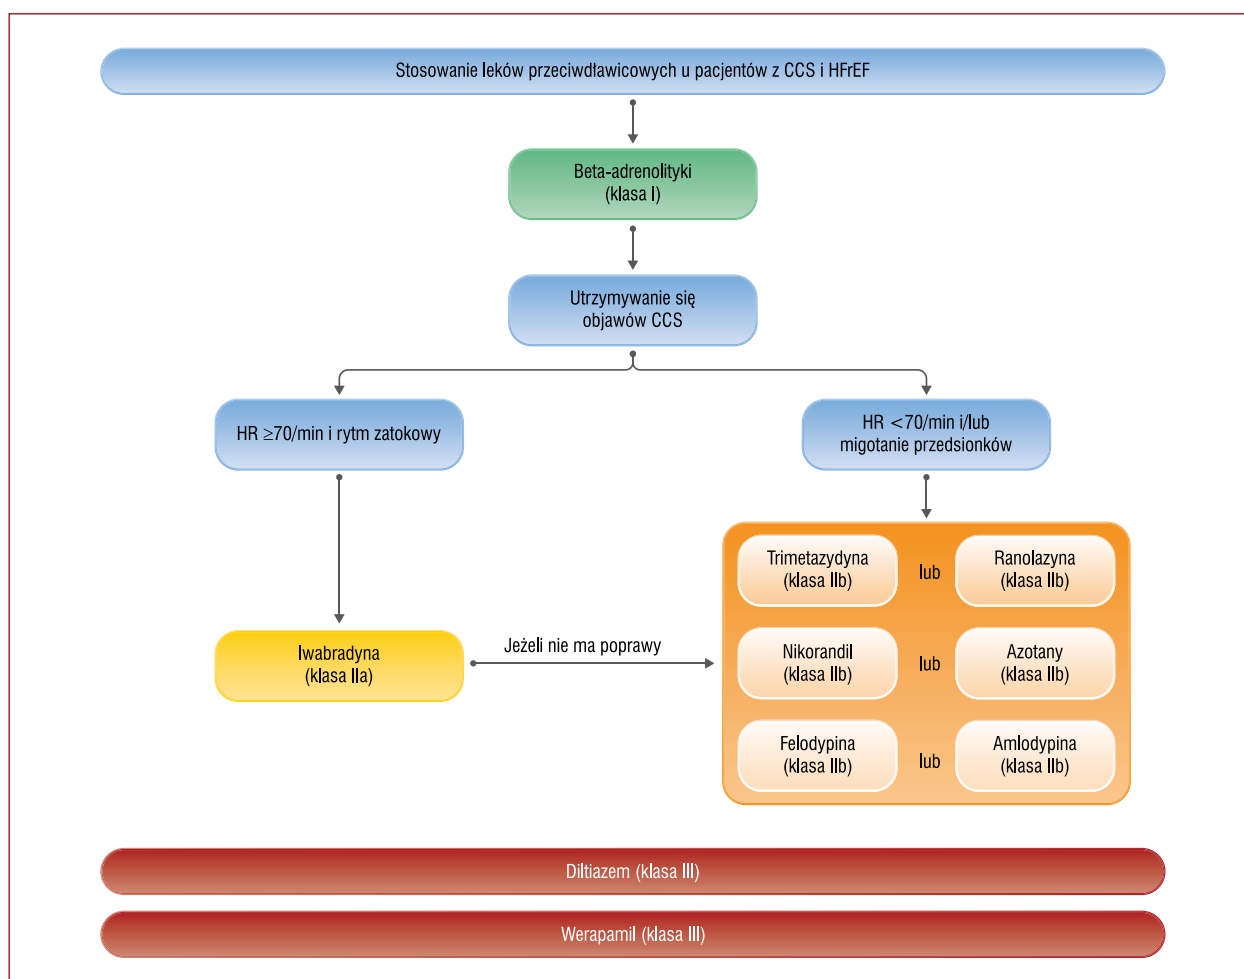 Stosowanie leków przeciwdławicowych u pacjentów z CCS i HFrEF
Beta-adrenolityki
(klasa I)
Utrzymywanie się
objawów CCS
HR ≥70/min i rytm zatokowy
HR <70/min i/lub
migotanie przedsionków
Trimetazydyna
(klasa IIb)
lub
Ranolazyna
(klasa IIb)
Iwabradyna
(klasa IIa)
Jeżeli nie ma poprawy
Nikorandil
(klasa IIb)
lub
Azotany
(klasa IIb)
Felodypina
(klasa IIb)
lub
Amlodypina
(klasa IIb)
Diltiazem (klasa III)
Werapamil (klasa III)